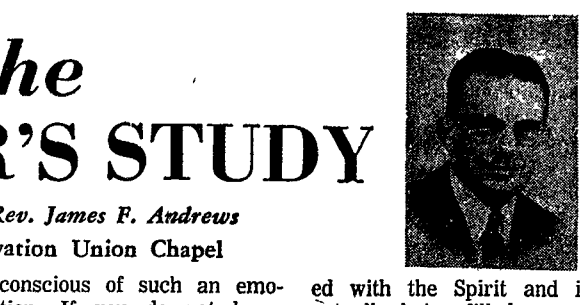 he
R'S STUDY
Rev. James F. Andrews
vation Union Chapel
conscious of such an emo-
ed with the Spirit and i